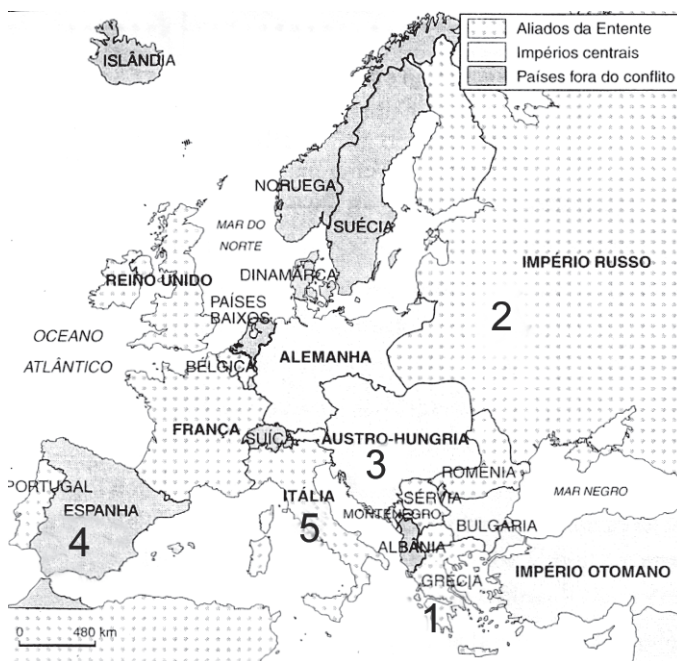 Aliados da Entente
Impérios centrais
Países fora do conflito
ISLÂNDIA
NORUEGA
SUÉCIA
MAR DO
NORTE
IMPÉRIO RUSSO
2
REINO UNIDO
DINAMARCA
PAÍSES
BAIXOS
OCEANO
ATLÂNTICO
BÉLGICA
ALEMANHA
FRANÇA
SUÍÇA
AUSTRO-HUNGRIA
3
ROMÊNIA
PORTUGAL
ESPANHA
4
ITÁLIA
5
SÉRVIA
MONTENEGRO
MAR NEGRO
BULGÁRIA
ALBÂNIA
GRÉCIA
1
IMPÉRIO OTOMANO
0 480 km